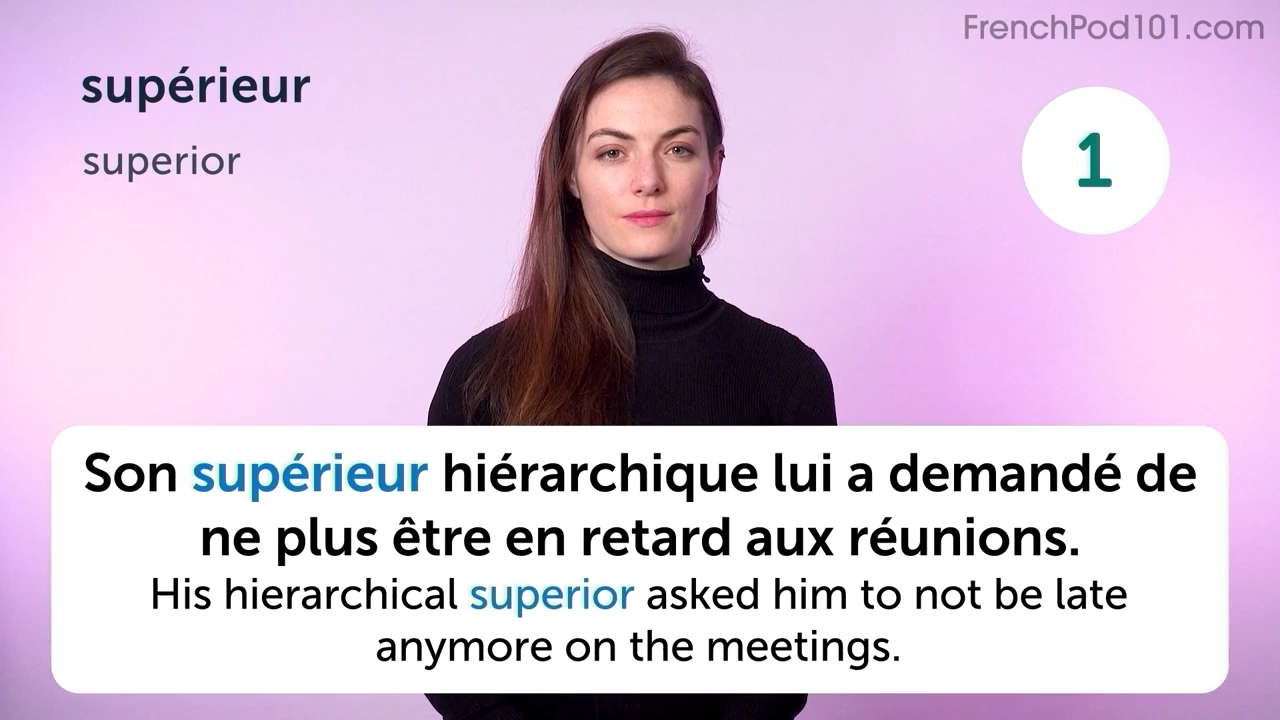 FrenchPod101.com
supérieur
superior
1
Son supérieur hiérarchique lui a demandé de
ne plus être en retard aux réunions.
His hierarchical superior asked him to not be late
anymore on the meetings.